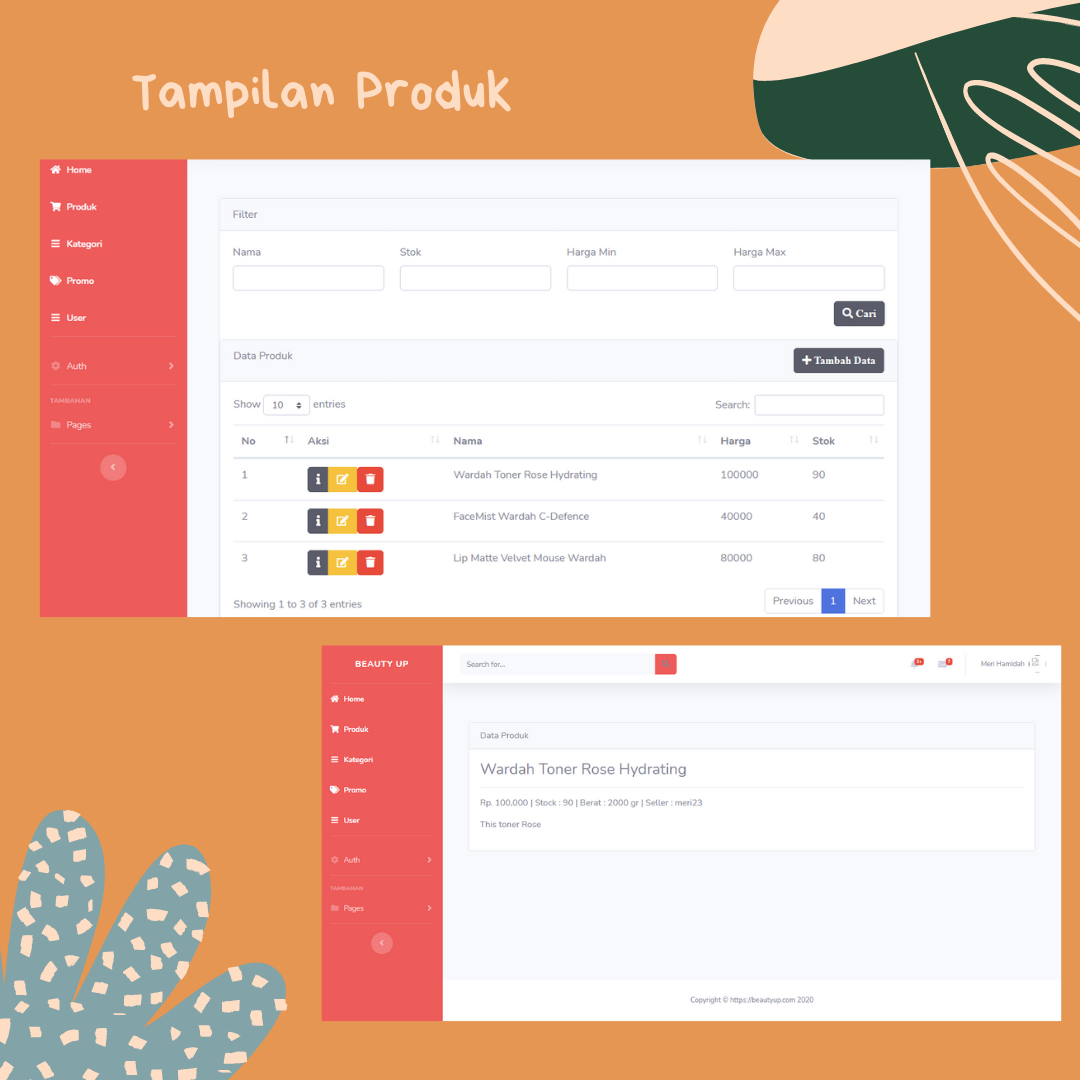 Tampilan Produk
Home
Produk
Kategori
Promo
User
Auth
TAMBAHAN
Pages
Filter
Nama Stok Harga Min Harga Max
Cari
Data Produk Tambah Data
Show 10 entries Search:
No Aksi Nama Harga Stok
1 Wardah Toner Rose Hydrating 100000 90
2 FaceMist Wardah C-Defence 40000 40
3 Lip Matte Velvet Mouse Wardah 80000 80
Showing 1 to 3 of 3 entries Previous 1 Next
BEAUTY UP
Home
Produk
Kategori
Promo
User
Auth
TAMBAHAN
Pages
Search for... Meri Hamidah
Data Produk
Wardah Toner Rose Hydrating
Rp. 100,000 | Stock : 90 | Berat : 2000 gr | Seller : meri23
This toner Rose
Copyright © https://beautyup.com 2020